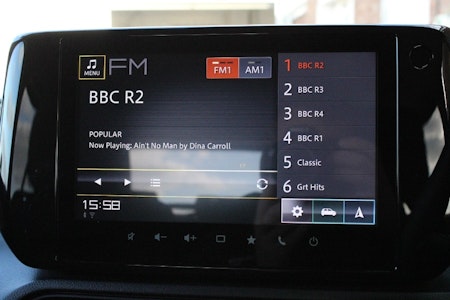 MENU
FM
FM1
AM1
BBC R2
POPULAR
Now Playing: Ain't No Man by Dina Carroll
15:58
1 BBC R2
2 BBC R3
3 BBC R4
4 BBC R1
5 Classic
6 Grt Hits